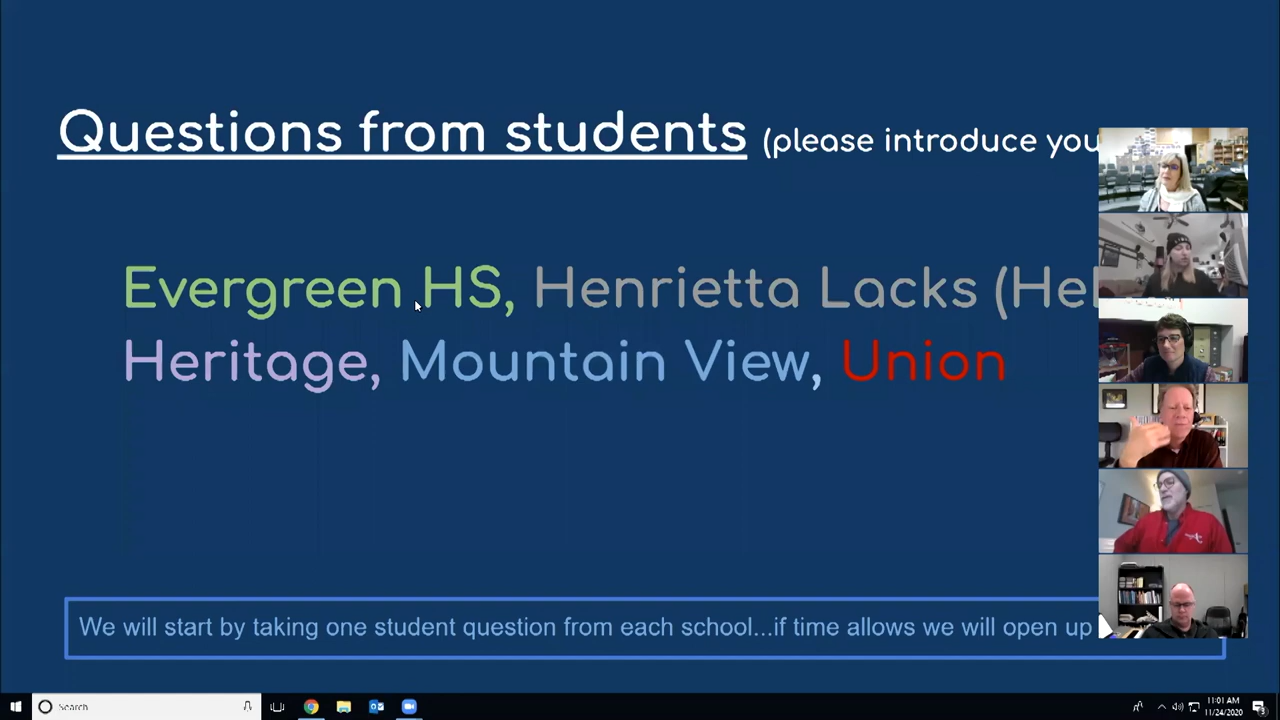 Questions from students (please introduce you
Evergreen HS, Henrietta Lacks (Hel
Heritage, Mountain View, Union
We will start by taking one student question from each school...if time allows we will open up
Search
11:01 AM
11/24/2020